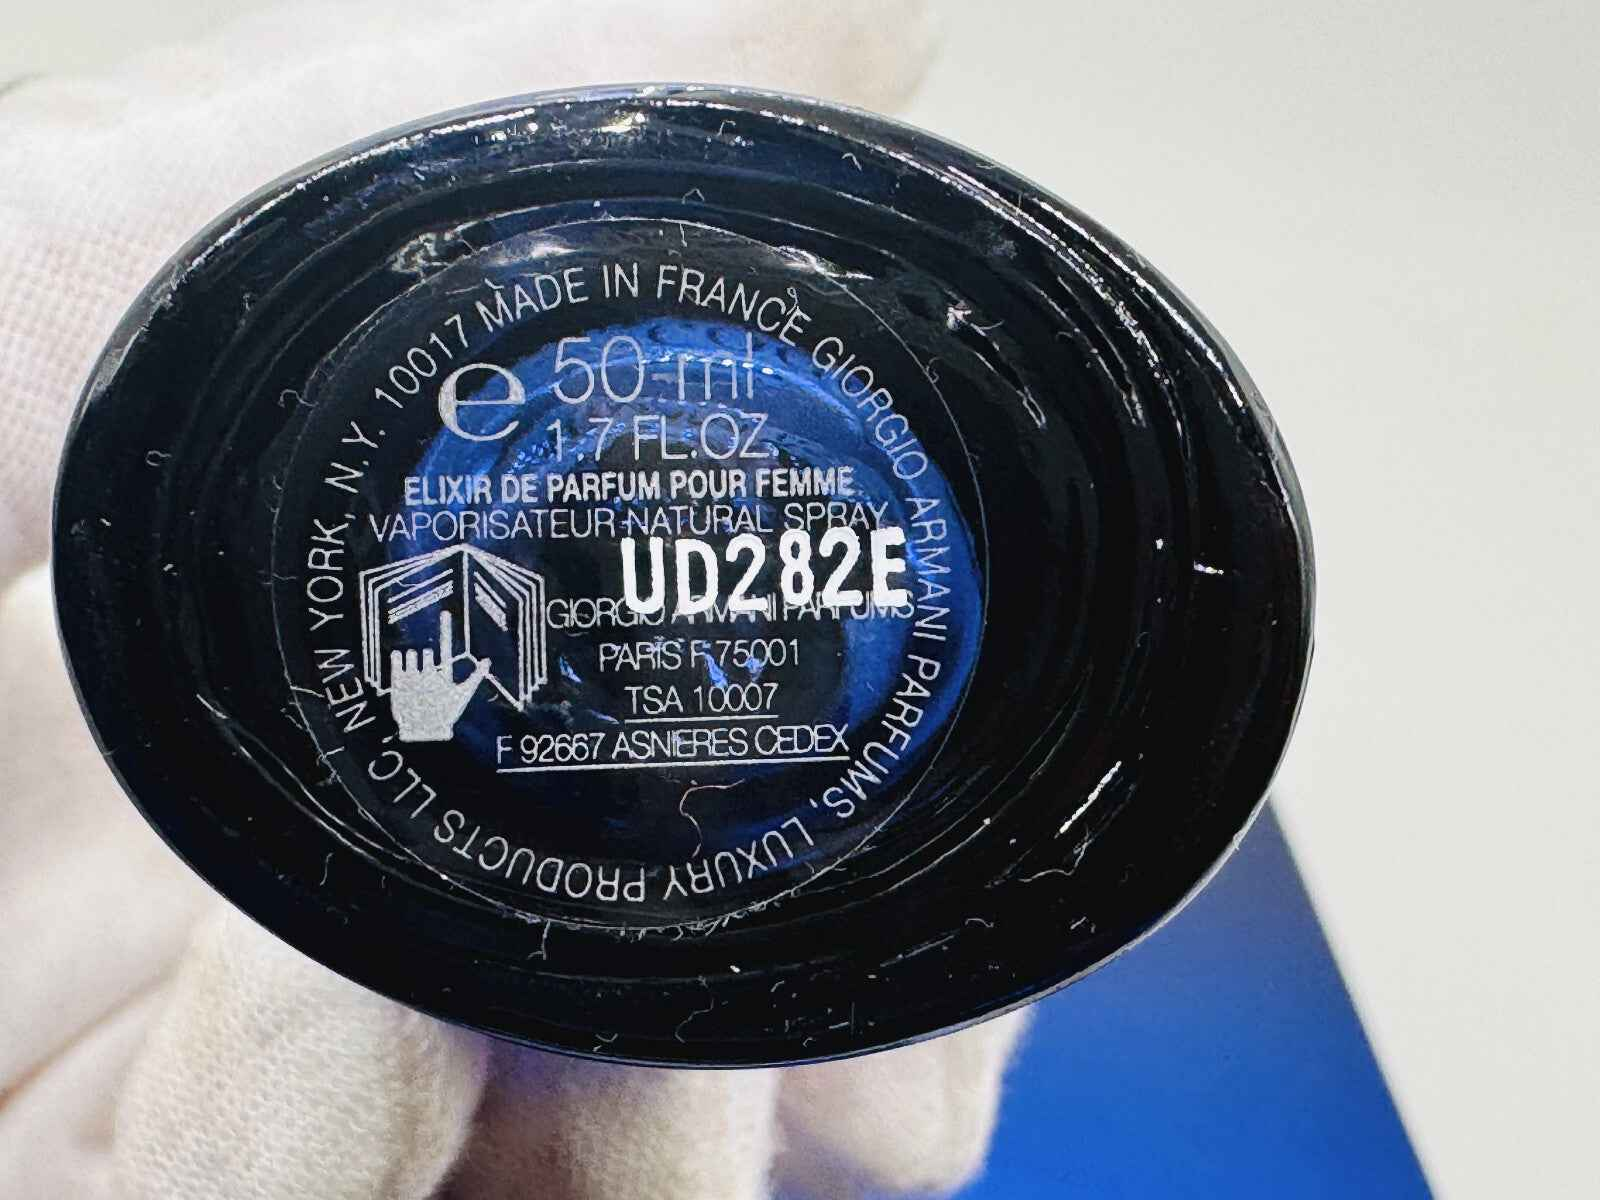 MADE IN FRANCE GIORGIO ARMANI PARFUMS, LUXURY PRODUCTS LLC, NEW YORK, N.Y. 10017
e 50 ml
1.7 FL.OZ.
ELIXIR DE PARFUM POUR FEMME
VAPORISATEUR-NATURAL SPRAY
UD282E
GIORGIO ARMANI PARFUMS
PARIS F 75001
TSA 10007
F 92667 ASNIERES CEDEX